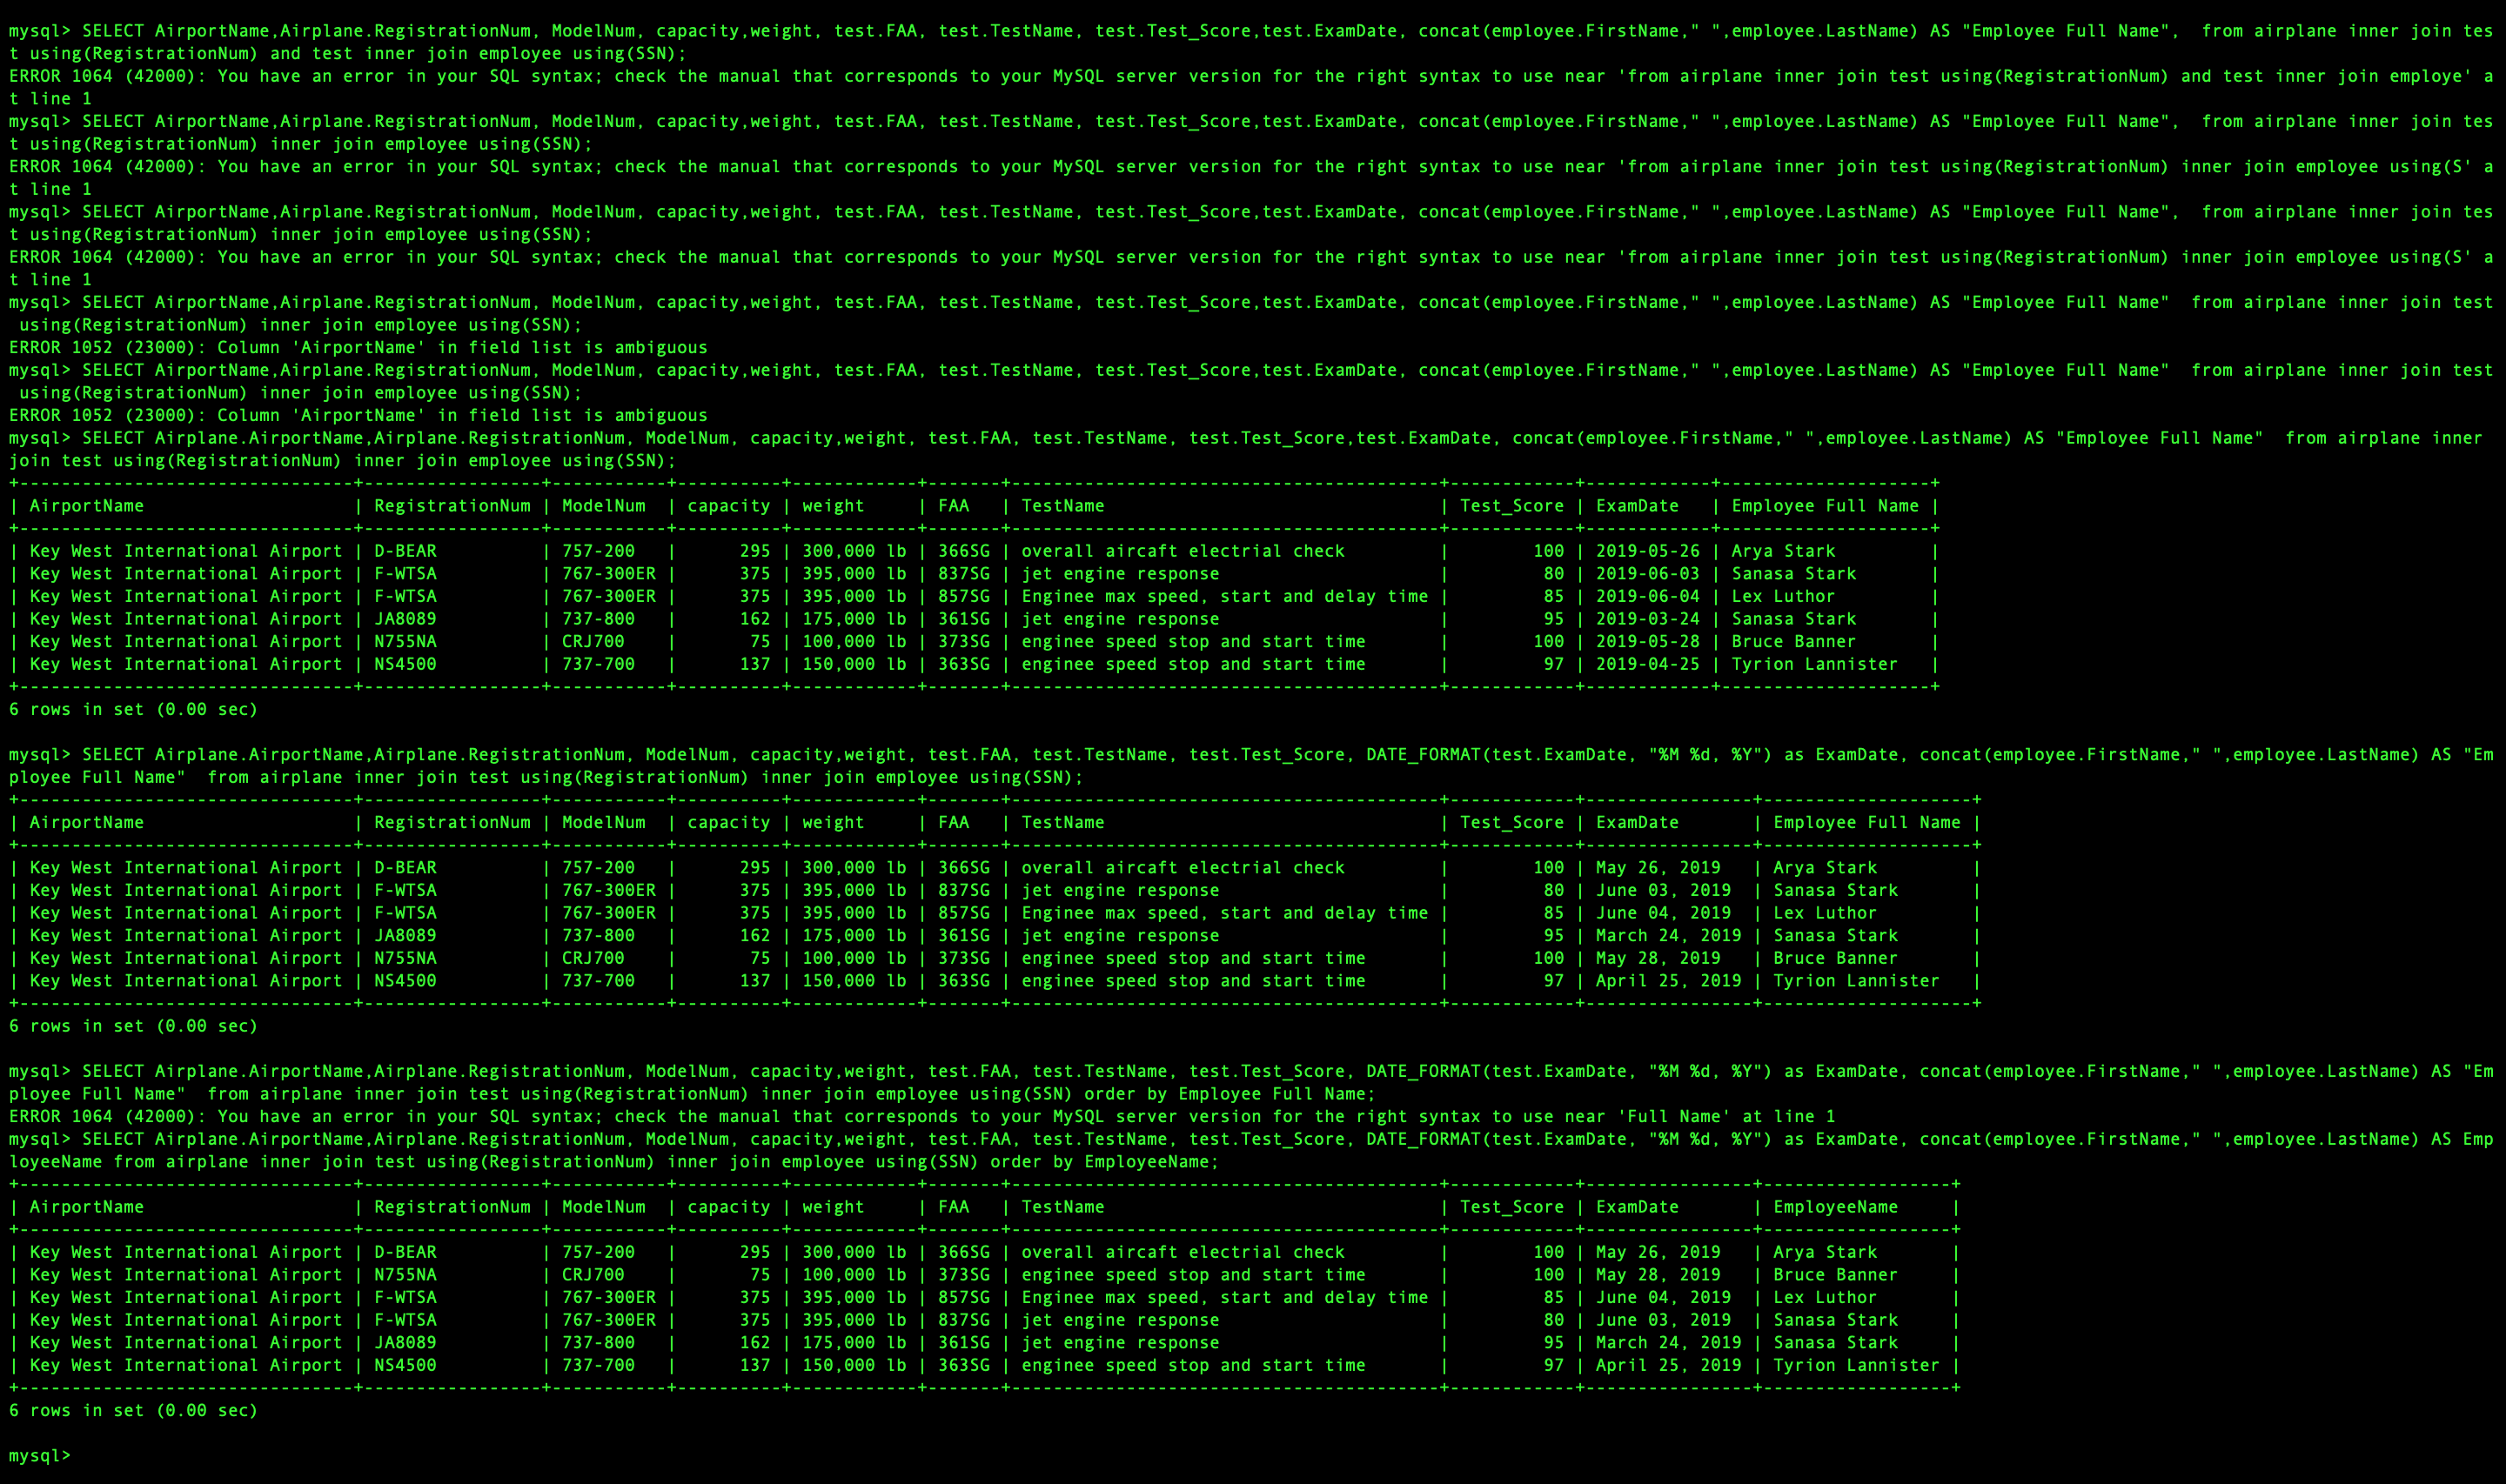 mysql> SELECT AirportName,Airplane.RegistrationNum, ModelNum, capacity,weight, test.FAA, test.TestName, test.Test_Score,test.ExamDate, concat(employee.FirstName," ",employee.LastName) AS "Employee Full Name",  from airplane inner join tes
t using(RegistrationNum) and test inner join employee using(SSN);
ERROR 1064 (42000): You have an error in your SQL syntax; check the manual that corresponds to your MySQL server version for the right syntax to use near 'from airplane inner join test using(RegistrationNum) and test inner join employe' a
t line 1
mysql> SELECT AirportName,Airplane.RegistrationNum, ModelNum, capacity,weight, test.FAA, test.TestName, test.Test_Score,test.ExamDate, concat(employee.FirstName," ",employee.LastName) AS "Employee Full Name",  from airplane inner join tes
t using(RegistrationNum) inner join employee using(SSN);
ERROR 1064 (42000): You have an error in your SQL syntax; check the manual that corresponds to your MySQL server version for the right syntax to use near 'from airplane inner join test using(RegistrationNum) inner join employee using(S' a
t line 1
mysql> SELECT AirportName,Airplane.RegistrationNum, ModelNum, capacity,weight, test.FAA, test.TestName, test.Test_Score,test.ExamDate, concat(employee.FirstName," ",employee.LastName) AS "Employee Full Name",  from airplane inner join tes
t using(RegistrationNum) inner join employee using(SSN);
ERROR 1064 (42000): You have an error in your SQL syntax; check the manual that corresponds to your MySQL server version for the right syntax to use near 'from airplane inner join test using(RegistrationNum) inner join employee using(S' a
t line 1
mysql> SELECT AirportName,Airplane.RegistrationNum, ModelNum, capacity,weight, test.FAA, test.TestName, test.Test_Score,test.ExamDate, concat(employee.FirstName," ",employee.LastName) AS "Employee Full Name"  from airplane inner join test
 using(RegistrationNum) inner join employee using(SSN);
ERROR 1052 (23000): Column 'AirportName' in field list is ambiguous
mysql> SELECT AirportName,Airplane.RegistrationNum, ModelNum, capacity,weight, test.FAA, test.TestName, test.Test_Score,test.ExamDate, concat(employee.FirstName," ",employee.LastName) AS "Employee Full Name"  from airplane inner join test
 using(RegistrationNum) inner join employee using(SSN);
ERROR 1052 (23000): Column 'AirportName' in field list is ambiguous
mysql> SELECT Airplane.AirportName,Airplane.RegistrationNum, ModelNum, capacity,weight, test.FAA, test.TestName, test.Test_Score,test.ExamDate, concat(employee.FirstName," ",employee.LastName) AS "Employee Full Name"  from airplane inner
join test using(RegistrationNum) inner join employee using(SSN);
| AirportName | RegistrationNum | ModelNum | capacity | weight | FAA | TestName | Test_Score | ExamDate | Employee Full Name |
| Key West International Airport | D-BEAR | 757-200 | 295 | 300,000 lb | 366SG | overall aircaft electrial check | 100 | 2019-05-26 | Arya Stark |
| Key West International Airport | F-WTSA | 767-300ER | 375 | 395,000 lb | 837SG | jet engine response | 80 | 2019-06-03 | Sanasa Stark |
| Key West International Airport | F-WTSA | 767-300ER | 375 | 395,000 lb | 857SG | Enginee max speed, start and delay time | 85 | 2019-06-04 | Lex Luthor |
| Key West International Airport | JA8089 | 737-800 | 162 | 175,000 lb | 361SG | jet engine response | 95 | 2019-03-24 | Sanasa Stark |
| Key West International Airport | N755NA | CRJ700 | 75 | 100,000 lb | 373SG | enginee speed stop and start time | 100 | 2019-05-28 | Bruce Banner |
| Key West International Airport | NS4500 | 737-700 | 137 | 150,000 lb | 363SG | enginee speed stop and start time | 97 | 2019-04-25 | Tyrion Lannister |
6 rows in set (0.00 sec)
mysql> SELECT Airplane.AirportName,Airplane.RegistrationNum, ModelNum, capacity,weight, test.FAA, test.TestName, test.Test_Score, DATE_FORMAT(test.ExamDate, "%M %d, %Y") as ExamDate, concat(employee.FirstName," ",employee.LastName) AS "Em
ployee Full Name"  from airplane inner join test using(RegistrationNum) inner join employee using(SSN);
| AirportName | RegistrationNum | ModelNum | capacity | weight | FAA | TestName | Test_Score | ExamDate | Employee Full Name |
| Key West International Airport | D-BEAR | 757-200 | 295 | 300,000 lb | 366SG | overall aircaft electrial check | 100 | May 26, 2019 | Arya Stark |
| Key West International Airport | F-WTSA | 767-300ER | 375 | 395,000 lb | 837SG | jet engine response | 80 | June 03, 2019 | Sanasa Stark |
| Key West International Airport | F-WTSA | 767-300ER | 375 | 395,000 lb | 857SG | Enginee max speed, start and delay time | 85 | June 04, 2019 | Lex Luthor |
| Key West International Airport | JA8089 | 737-800 | 162 | 175,000 lb | 361SG | jet engine response | 95 | March 24, 2019 | Sanasa Stark |
| Key West International Airport | N755NA | CRJ700 | 75 | 100,000 lb | 373SG | enginee speed stop and start time | 100 | May 28, 2019 | Bruce Banner |
| Key West International Airport | NS4500 | 737-700 | 137 | 150,000 lb | 363SG | enginee speed stop and start time | 97 | April 25, 2019 | Tyrion Lannister |
6 rows in set (0.00 sec)
mysql> SELECT Airplane.AirportName,Airplane.RegistrationNum, ModelNum, capacity,weight, test.FAA, test.TestName, test.Test_Score, DATE_FORMAT(test.ExamDate, "%M %d, %Y") as ExamDate, concat(employee.FirstName," ",employee.LastName) AS "Em
ployee Full Name"  from airplane inner join test using(RegistrationNum) inner join employee using(SSN) order by Employee Full Name;
ERROR 1064 (42000): You have an error in your SQL syntax; check the manual that corresponds to your MySQL server version for the right syntax to use near 'Full Name' at line 1
mysql> SELECT Airplane.AirportName,Airplane.RegistrationNum, ModelNum, capacity,weight, test.FAA, test.TestName, test.Test_Score, DATE_FORMAT(test.ExamDate, "%M %d, %Y") as ExamDate, concat(employee.FirstName," ",employee.LastName) AS Emp
loyeeName from airplane inner join test using(RegistrationNum) inner join employee using(SSN) order by EmployeeName;
| AirportName | RegistrationNum | ModelNum | capacity | weight | FAA | TestName | Test_Score | ExamDate | EmployeeName |
| Key West International Airport | D-BEAR | 757-200 | 295 | 300,000 lb | 366SG | overall aircaft electrial check | 100 | May 26, 2019 | Arya Stark |
| Key West International Airport | N755NA | CRJ700 | 75 | 100,000 lb | 373SG | enginee speed stop and start time | 100 | May 28, 2019 | Bruce Banner |
| Key West International Airport | F-WTSA | 767-300ER | 375 | 395,000 lb | 857SG | Enginee max speed, start and delay time | 85 | June 04, 2019 | Lex Luthor |
| Key West International Airport | F-WTSA | 767-300ER | 375 | 395,000 lb | 837SG | jet engine response | 80 | June 03, 2019 | Sanasa Stark |
| Key West International Airport | JA8089 | 737-800 | 162 | 175,000 lb | 361SG | jet engine response | 95 | March 24, 2019 | Sanasa Stark |
| Key West International Airport | NS4500 | 737-700 | 137 | 150,000 lb | 363SG | enginee speed stop and start time | 97 | April 25, 2019 | Tyrion Lannister |
6 rows in set (0.00 sec)
mysql>